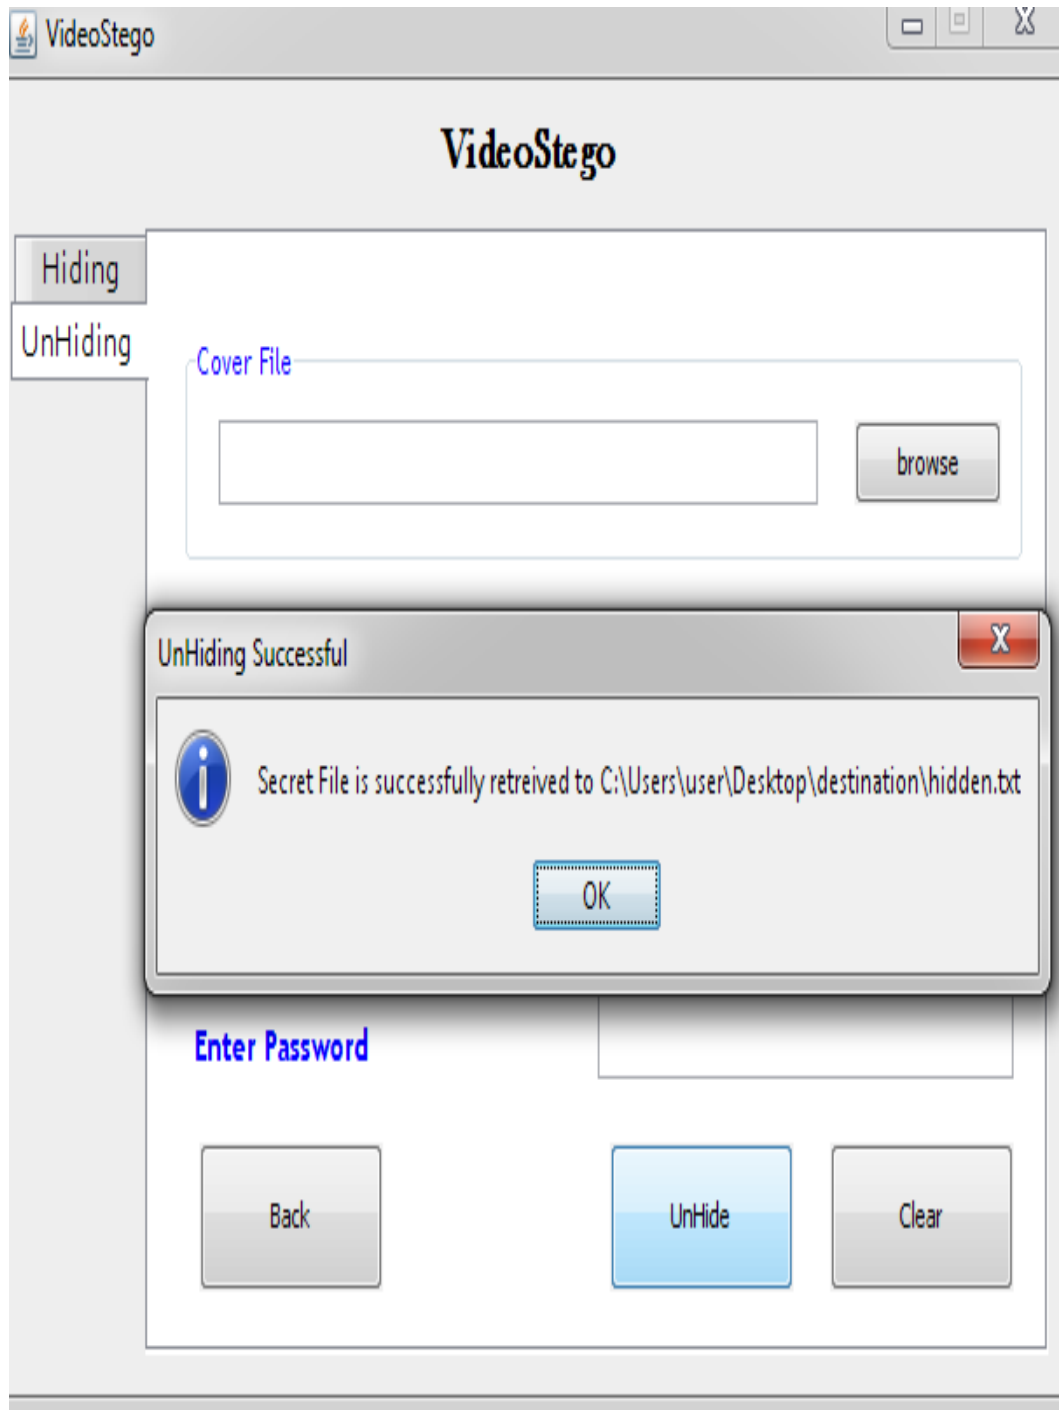 VideoStego
VideoStego
Hiding
UnHiding
Cover File
browse
UnHiding Successful
Secret File is successfully retreived to C:\Users\user\Desktop\destination\hidden.txt
OK
Enter Password
Back
UnHide
Clear